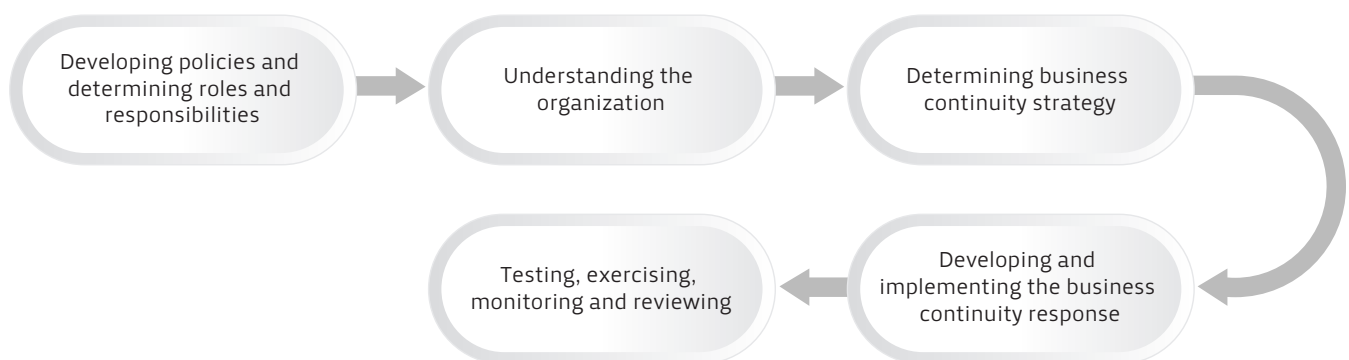 Developing policies and
determining roles and
responsibilities
Understanding the
organization
Determining business
continuity strategy
Developing and
implementing the business
continuity response
Testing, exercising,
monitoring and reviewing